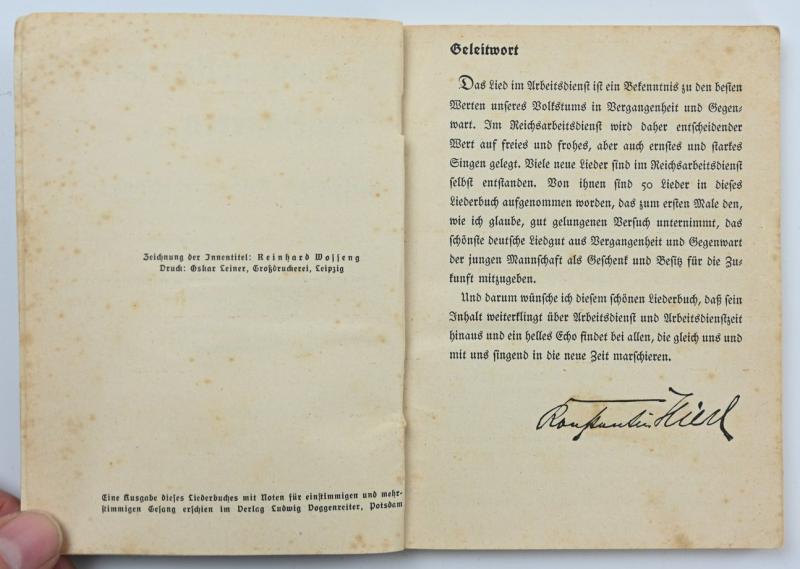 Zeichnung der Innentitel: Reinhard Wosseng
Druck: Oskar Leiner, Großdruckerei, Leipzig
Eine Ausgabe dieses Liederbuches mit Noten für einstimmigen und mehr-
stimmigen Gesang erschien im Verlag Ludwig Voggenreiter, Potsdam
Geleitwort
Das Lied im Arbeitsdienst ist ein Bekenntnis zu den besten
Werten unseres Volkstums in Vergangenheit und Gegen-
wart. Im Reichsarbeitsdienst wird daher entscheidender
Wert auf freies und frohes, aber auch ernstes und starkes
Singen gelegt. Viele neue Lieder sind im Reichsarbeitsdienst
selbst entstanden. Von ihnen sind 50 Lieder in dieses
Liederbuch aufgenommen worden, das zum ersten Male den,
wie ich glaube, gut gelungenen Versuch unternimmt, das
schönste deutsche Liedgut aus Vergangenheit und Gegenwart
der jungen Mannschaft als Geschenk und Besitz für die Zu-
kunft mitzugeben.
Und darum wünsche ich diesem schönen Liederbuch, daß sein
Inhalt weiterklingt über Arbeitsdienst und Arbeitsdienstzeit
hinaus und ein helles Echo findet bei allen, die gleich uns und
mit uns singend in die neue Zeit marschieren.
Konstantin Hierl